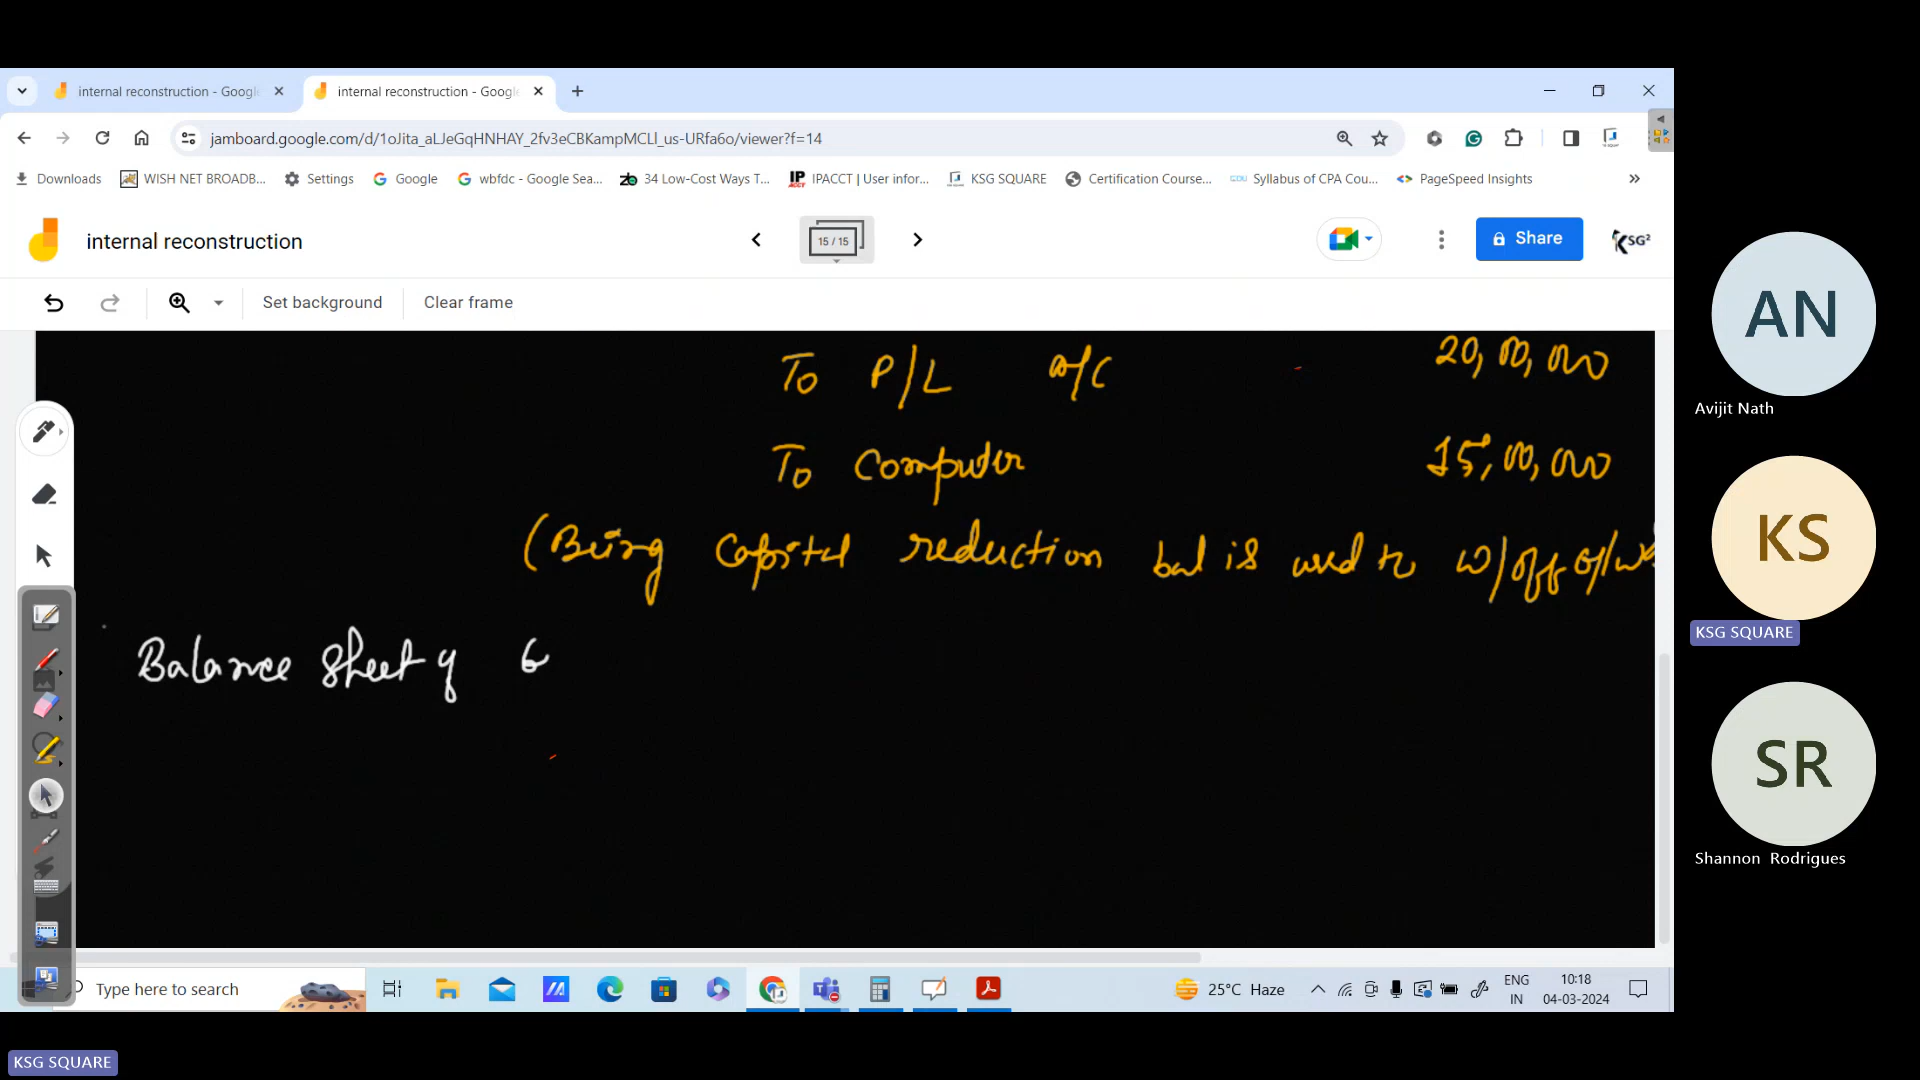 internal reconstruction - Googl
internal reconstruction - Google
jamboard.google.com/d/1oJita_aLJeGqHNHAY_2fv3eCBKampMCLl_us-URfa6o/viewer?f=14
Downloads WISH NET BROADB... Settings Google wbfdc - Google Sea... 34 Low-Cost Ways T... IPACCT | User infor... KSG SQUARE Certification Course... Syllabus of CPA Cou... PageSpeed Insights
internal reconstruction
15 / 15
Share
KSG²
Set background Clear frame
To P/L A/C 20,00,000
To Computer 15,00,000
(Being Capital reduction bal is used to w/off
Balance Sheet of G
AN
Avijit Nath
KS
KSG SQUARE
SR
Shannon Rodrigues
Type here to search
25°C Haze
ENG
IN
10:18
04-03-2024
KSG SQUARE